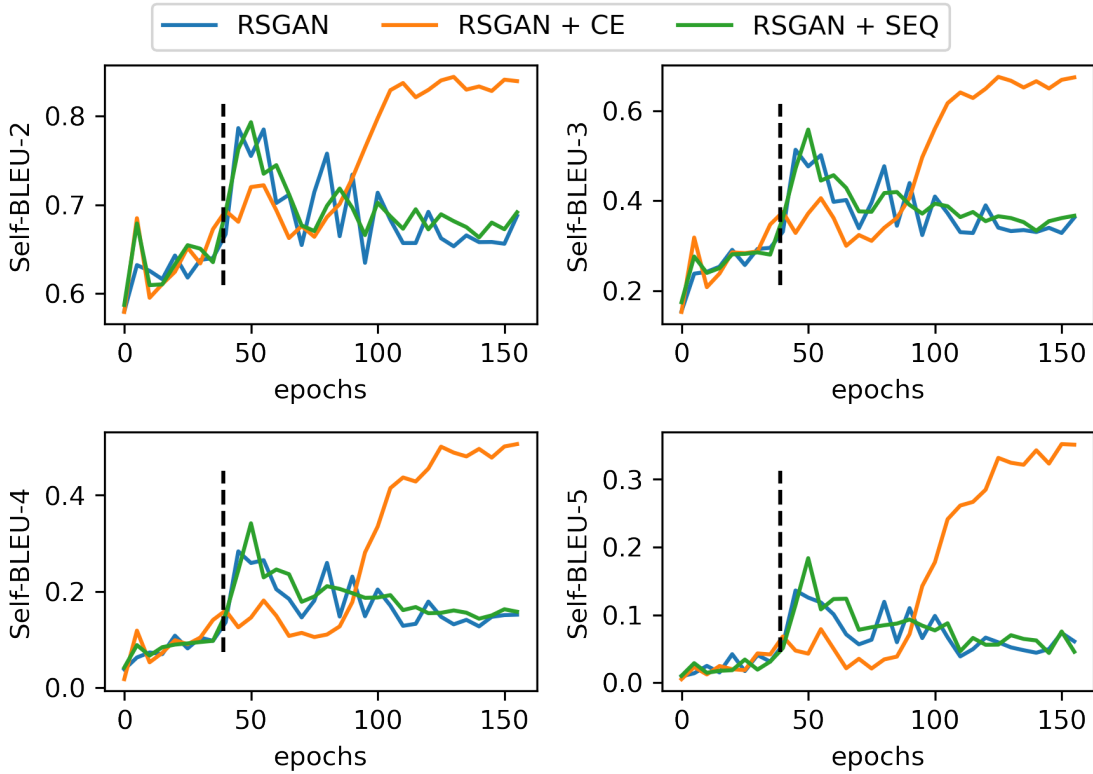 RSGAN RSGAN + CE RSGAN + SEQ
Self-BLEU-2
0.8
0.7
0.6
0 50 100 150
epochs
Self-BLEU-3
0.6
0.4
0.2
0 50 100 150
epochs
Self-BLEU-4
0.4
0.2
0.0
0 50 100 150
epochs
Self-BLEU-5
0.3
0.2
0.1
0.0
0 50 100 150
epochs